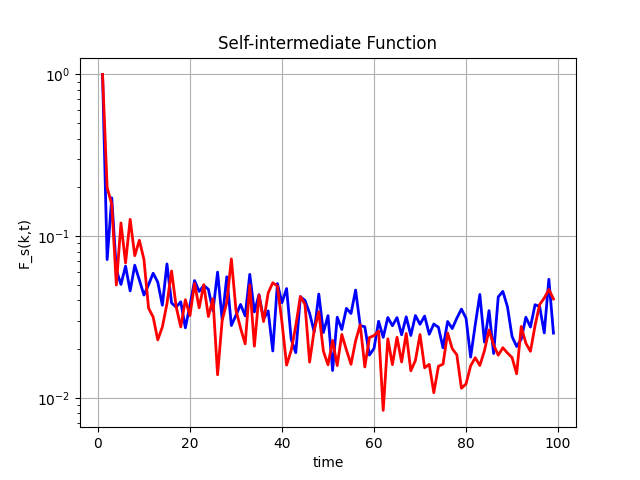 Self-intermediate Function
F_s(k,t)
10⁰
10⁻¹
10⁻²
0 20 40 60 80 100
time